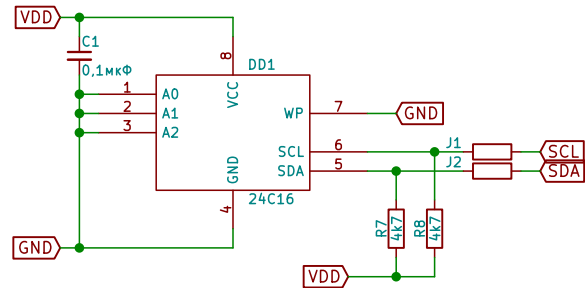 VDD
C1
0,1мкФ
8
DD1
VCC
1
A0
2
A1
3
A2
WP
7
GND
SCL
6
J1
SCL
SDA
5
J2
SDA
GND
4
24C16
GND
R7
4k7
R8
4k7
VDD